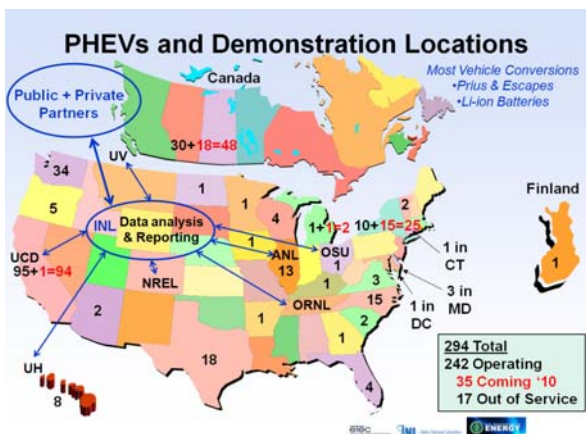 PHEVs and Demonstration Locations
Canada
Most Vehicle Conversions
•Prius & Escapes
•Li-ion Batteries
Public + Private
Partners
30+18=48
UV
34
1
1
4
2
Finland
5
INL
Data analysis
& Reporting
1+1=2
10+15=25
UCD
95+1=94
NREL
1
ANL
13
OSU
1
1 in
CT
1
3
1
ORNL
15
1 in
DC
3 in
MD
2
1
1
2
18
4
UH
8
294 Total
242 Operating
35 Coming '10
17 Out of Service
INL
ENERGY